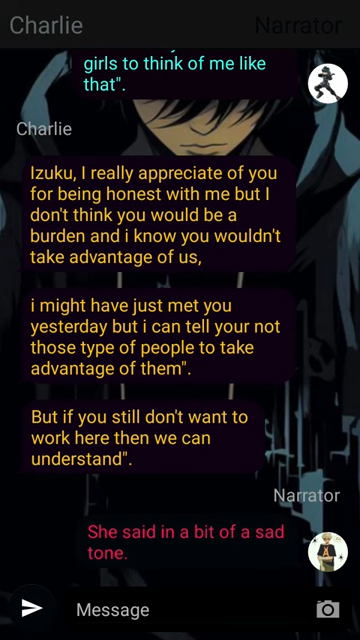 Charlie
Narrator
girls to think of me like
that".
Charlie
Izuku, I really appreciate of you
for being honest with me but I
don't think you would be a
burden and i know you wouldn't
take advantage of us,
i might have just met you
yesterday but i can tell your not
those type of people to take
advantage of them".
But if you still don't want to
work here then we can
understand".
Narrator
She said in a bit of a sad
tone.
Message